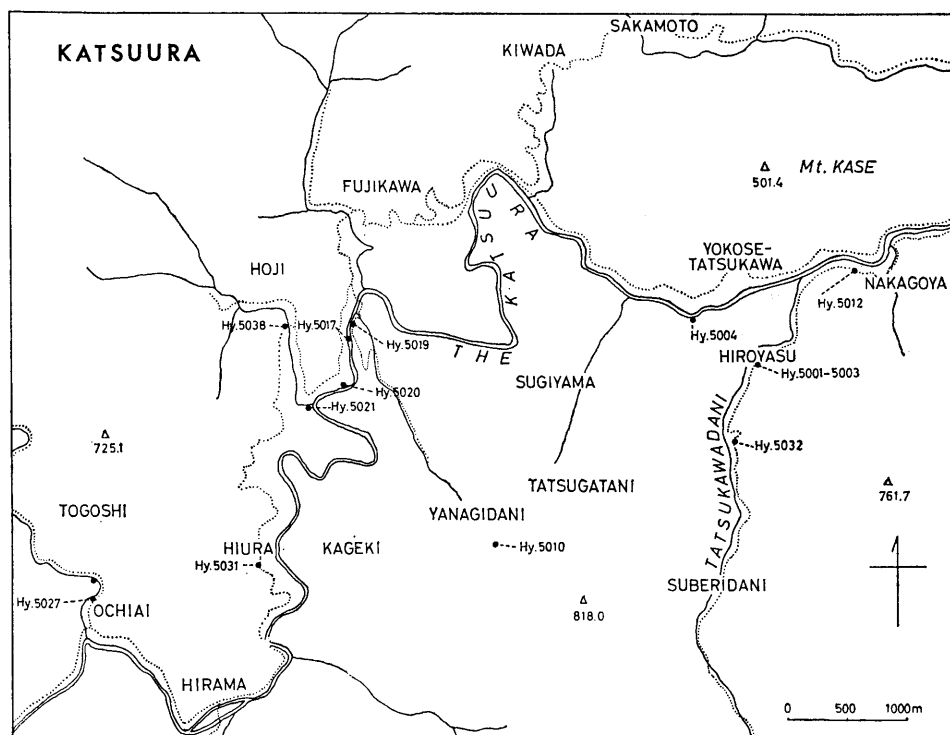 KATSUURA
SAKAMOTO
KIWADA
Mt. KASE
501.4
FUJIKAWA
THE KATSUURA
HOJI
YOKOSE-
TATSUKAWA
NAKAGOYA
Hy.5012
Hy.5038
Hy.5017
Hy.5019
Hy.5004
HIROYASU
Hy.5001-5003
SUGIYAMA
Hy.5020
Hy.5021
TATSUKAWADANI
Hy.5032
725.1
TATSUGATANI
761.7
TOGOSHI
YANAGIDANI
HIURA
KAGEKI
Hy.5010
Hy.5031
SUBERIDANI
Hy.5027
OCHIAI
818.0
HIRAMA
0 500 1000m